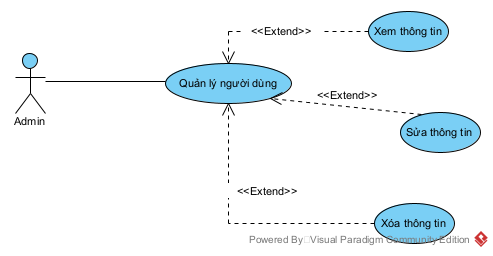 <<Extend>>
Xem thông tin
Quản lý người dùng
<<Extend>>
Admin
Sửa thông tin
<<Extend>>
Xóa thông tin
Powered By Visual Paradigm Community Edition